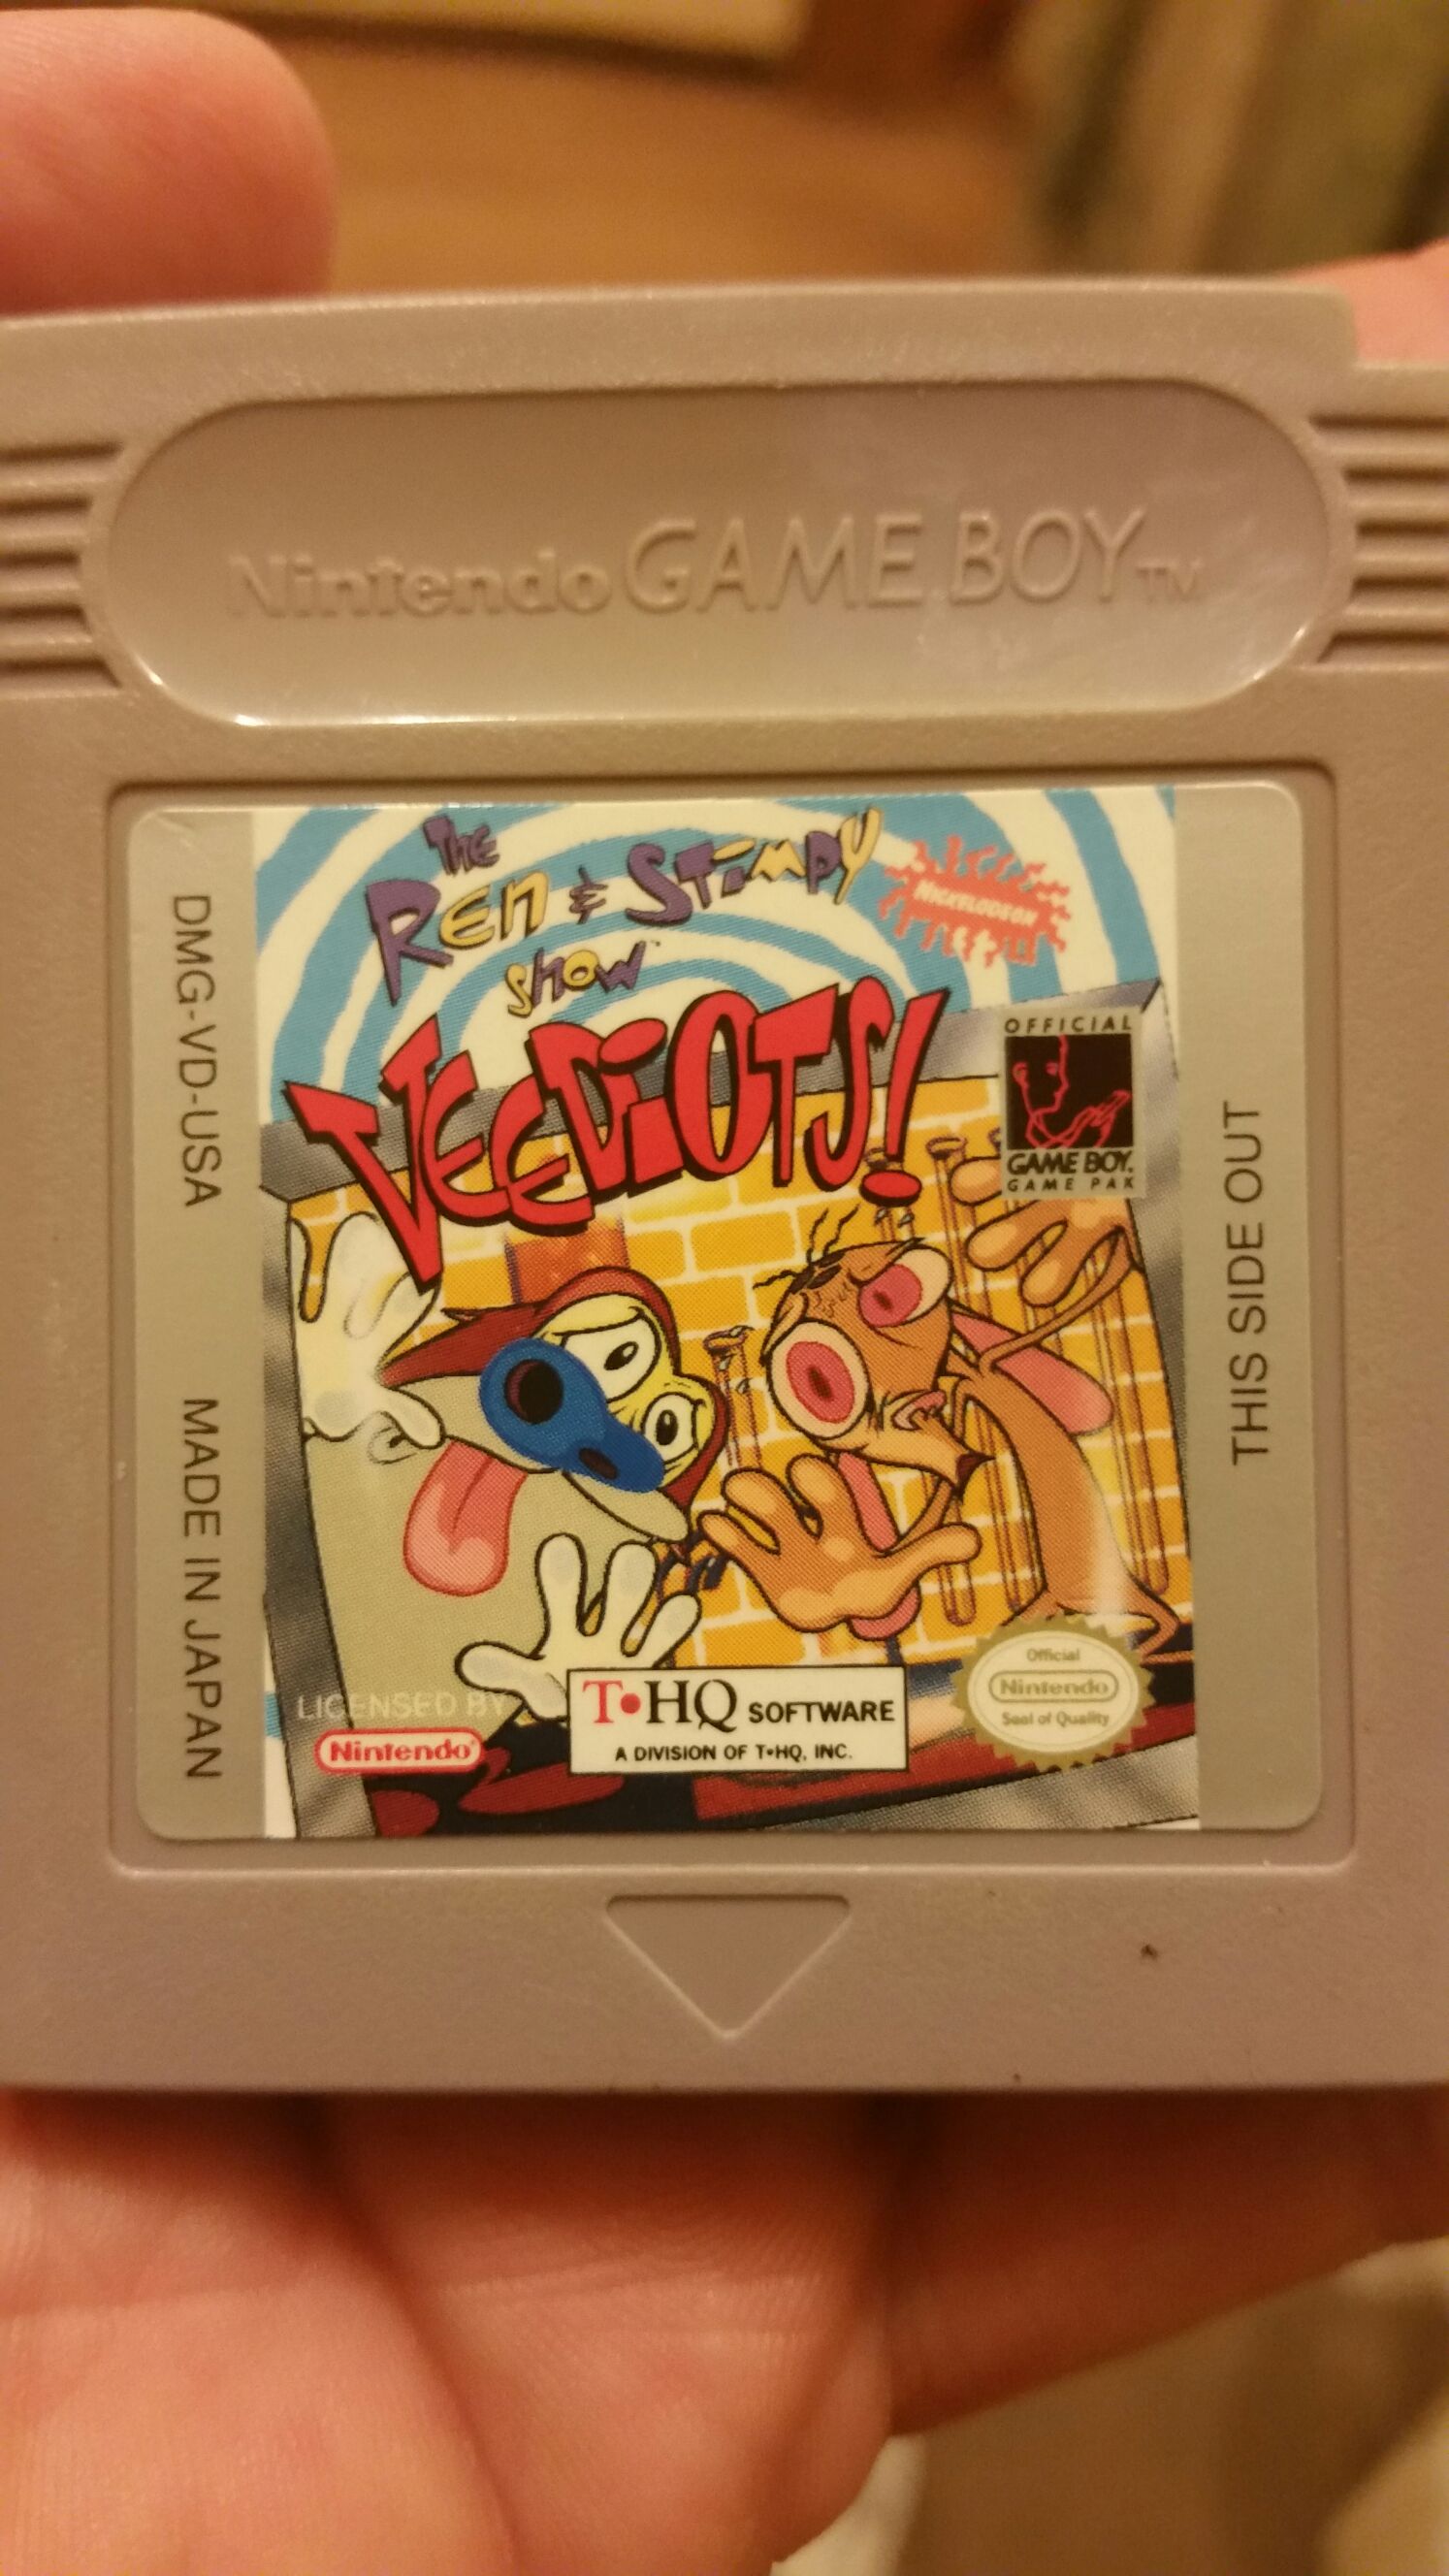 Nintendo GAME BOY TM
DMG-VD-USA
MADE IN JAPAN
THE
REN & STIMPY
SHOW™
NICKELODEON
VEEDiOTS!
OFFICIAL
GAME BOY.
GAME PAK
THIS SIDE OUT
LICENSED BY
Nintendo®
T•HQ SOFTWARE
A DIVISION OF T•HQ, INC.
Official
Nintendo
Seal of Quality